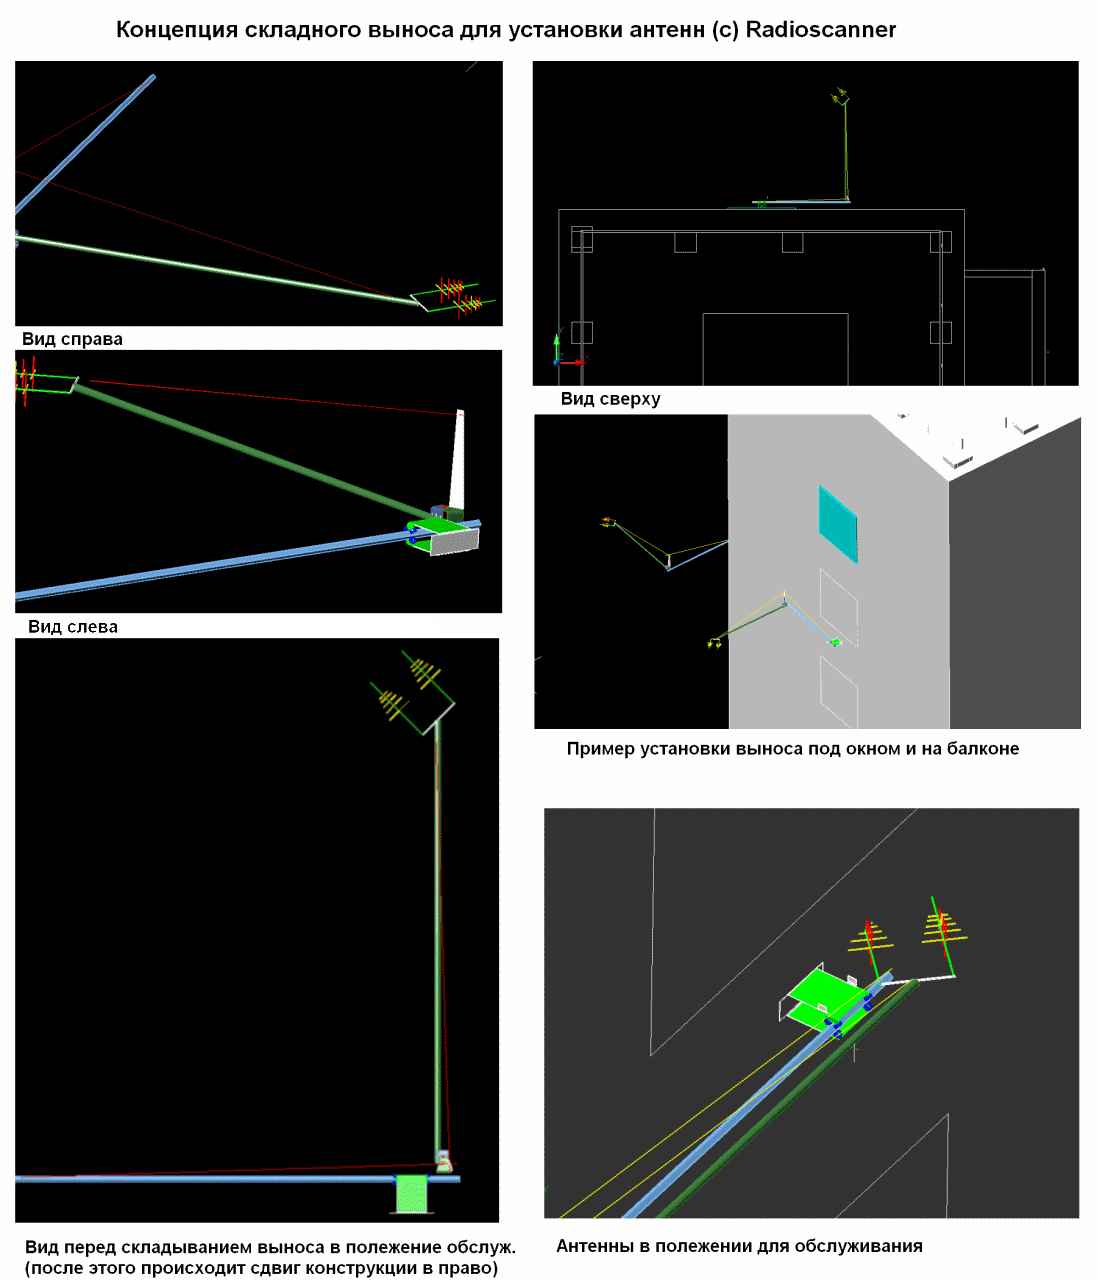 Концепция складного выноса для установки антенн (с) Radioscanner
Вид справа
Вид сверху
Вид слева
Пример установки выноса под окном и на балконе
Вид перед складыванием выноса в полежение обслуж.
(после этого происходит сдвиг конструкции в право)
Антенны в полежении для обслуживания